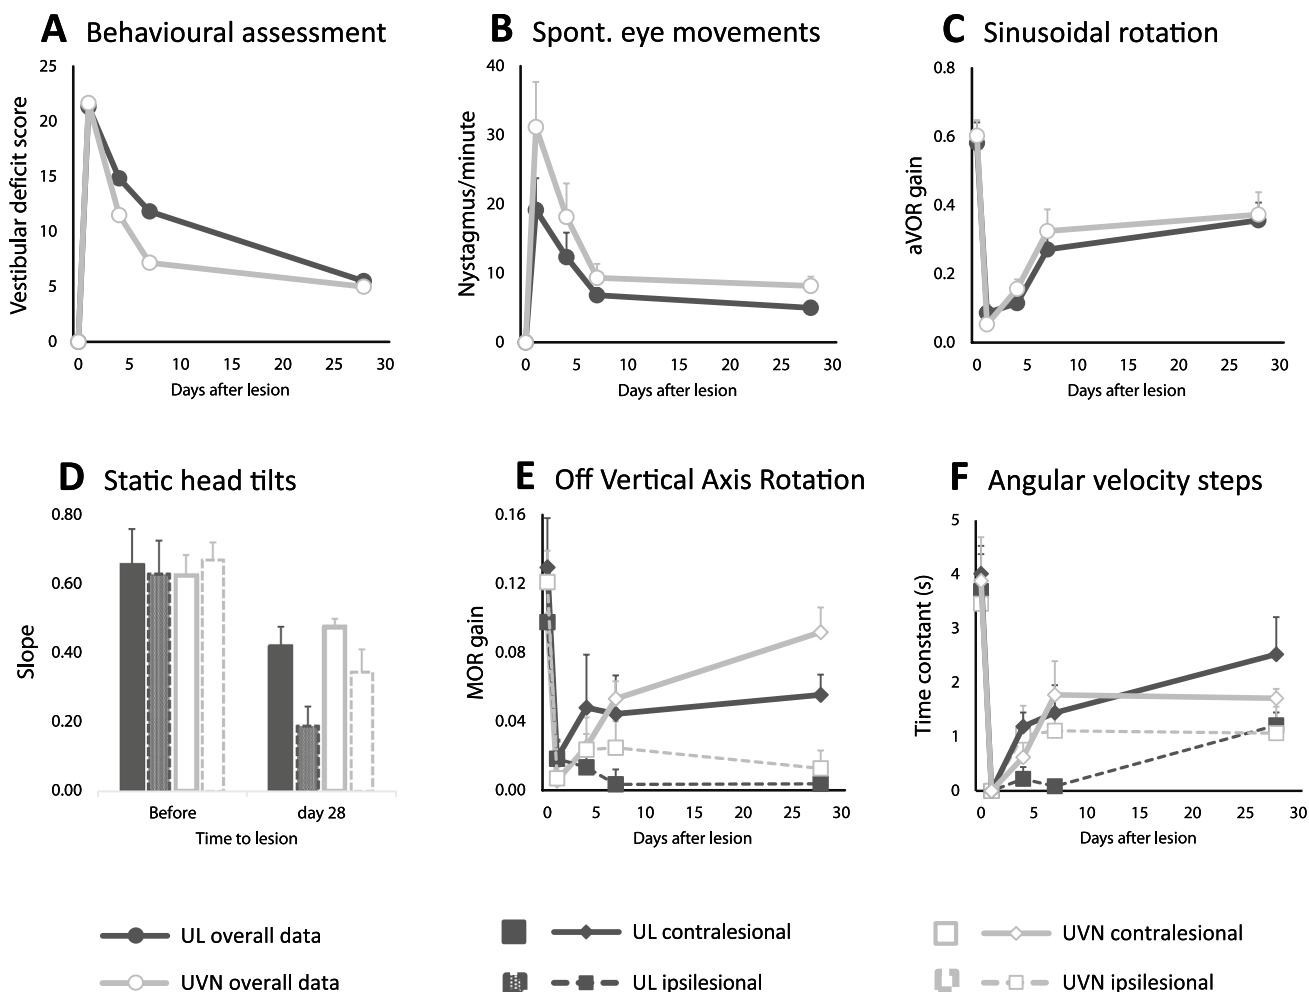 A Behavioural assessment
Vestibular deficit score
25
20
15
10
5
0
0 5 10 15 20 25 30
Days after lesion
B Spont. eye movements
Nystagmus/minute
40
30
20
10
0
0 5 10 15 20 25 30
Days after lesion
C Sinusoidal rotation
aVOR gain
0.8
0.6
0.4
0.2
0.0
0 5 10 15 20 25 30
Days after lesion
D Static head tilts
Slope
0.80
0.60
0.40
0.20
0.00
Before day 28
Time to lesion
E Off Vertical Axis Rotation
MOR gain
0.16
0.12
0.08
0.04
0.00
0 5 10 15 20 25 30
Days after lesion
F Angular velocity steps
Time constant (s)
5
4
3
2
1
0
0 5 10 15 20 25 30
Days after lesion
UL overall data
UVN overall data
UL contralesional
UL ipsilesional
UVN contralesional
UVN ipsilesional